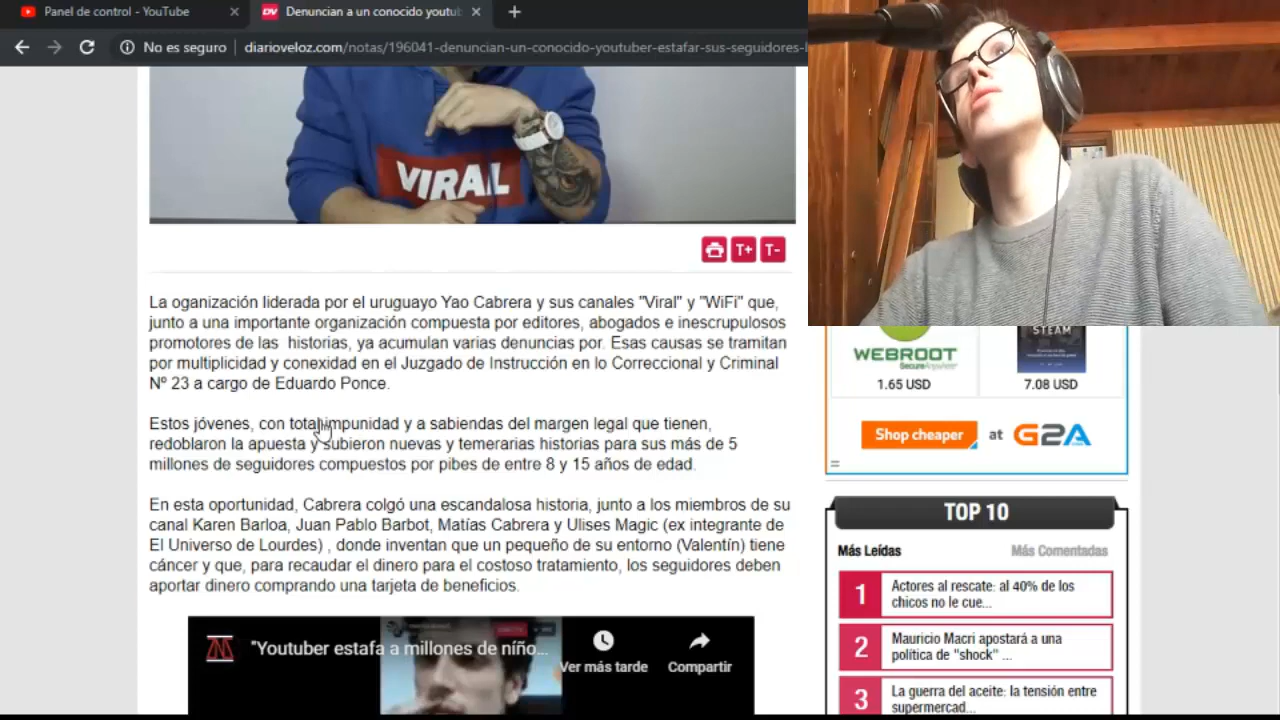 Panel de control - YouTube
DV Denuncian a un conocido youtub
No es seguro diarioveloz.com/notas/196041-denuncian-un-conocido-youtuber-estafar-sus-seguidores-
VIRAL
T+ T-
La oganización liderada por el uruguayo Yao Cabrera y sus canales "Viral" y "WiFi" que,
junto a una importante organización compuesta por editores, abogados e inescrupulosos
promotores de las historias, ya acumulan varias denuncias por. Esas causas se tramitan
por multiplicidad y conexidad en el Juzgado de Instrucción en lo Correccional y Criminal
Nº 23 a cargo de Eduardo Ponce.
Estos jóvenes, con total impunidad y a sabiendas del margen legal que tienen,
redoblaron la apuesta y subieron nuevas y temerarias historias para sus más de 5
millones de seguidores compuestos por pibes de entre 8 y 15 años de edad.
En esta oportunidad, Cabrera colgó una escandalosa historia, junto a los miembros de su
canal Karen Barloa, Juan Pablo Barbot, Matías Cabrera y Ulises Magic (ex integrante de
El Universo de Lourdes) , donde inventan que un pequeño de su entorno (Valentín) tiene
cáncer y que, para recaudar el dinero para el costoso tratamiento, los seguidores deben
aportar dinero comprando una tarjeta de beneficios.
"Youtuber estafa a millones de níño...
Ver más tarde
Compartir
STEAM
WEBROOT
SecureAnywhere
1.65 USD
7.08 USD
Shop cheaper at G2A
TOP 10
Más Leídas
Más Comentadas
1 Actores al rescate: al 40% de los
chicos no le cue...
2 Mauricio Macri apostará a una
política de "shock" ...
3 La guerra del aceite: la tensión entre
supermercad...